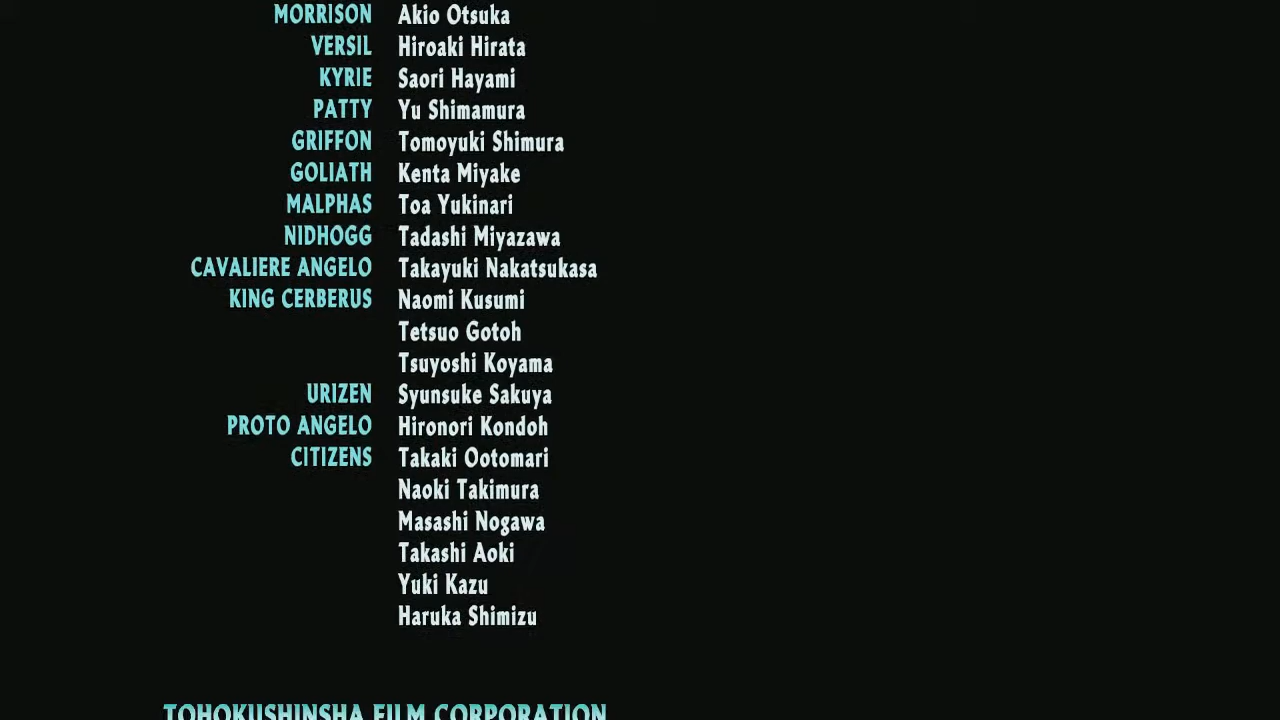 MORRISON Akio Otsuka
VERSIL Hiroaki Hirata
KYRIE Saori Hayami
PATTY Yu Shimamura
GRIFFON Tomoyuki Shimura
GOLIATH Kenta Miyake
MALPHAS Toa Yukinari
NIDHOGG Tadashi Miyazawa
CAVALIERE ANGELO Takayuki Nakatsukasa
KING CERBERUS Naomi Kusumi
Tetsuo Gotoh
Tsuyoshi Koyama
URIZEN Syunsuke Sakuya
PROTO ANGELO Hironori Kondoh
CITIZENS Takaki Ootomari
Naoki Takimura
Masashi Nogawa
Takashi Aoki
Yuki Kazu
Haruka Shimizu
TOHOKUSHINSHA FILM CORPORATION